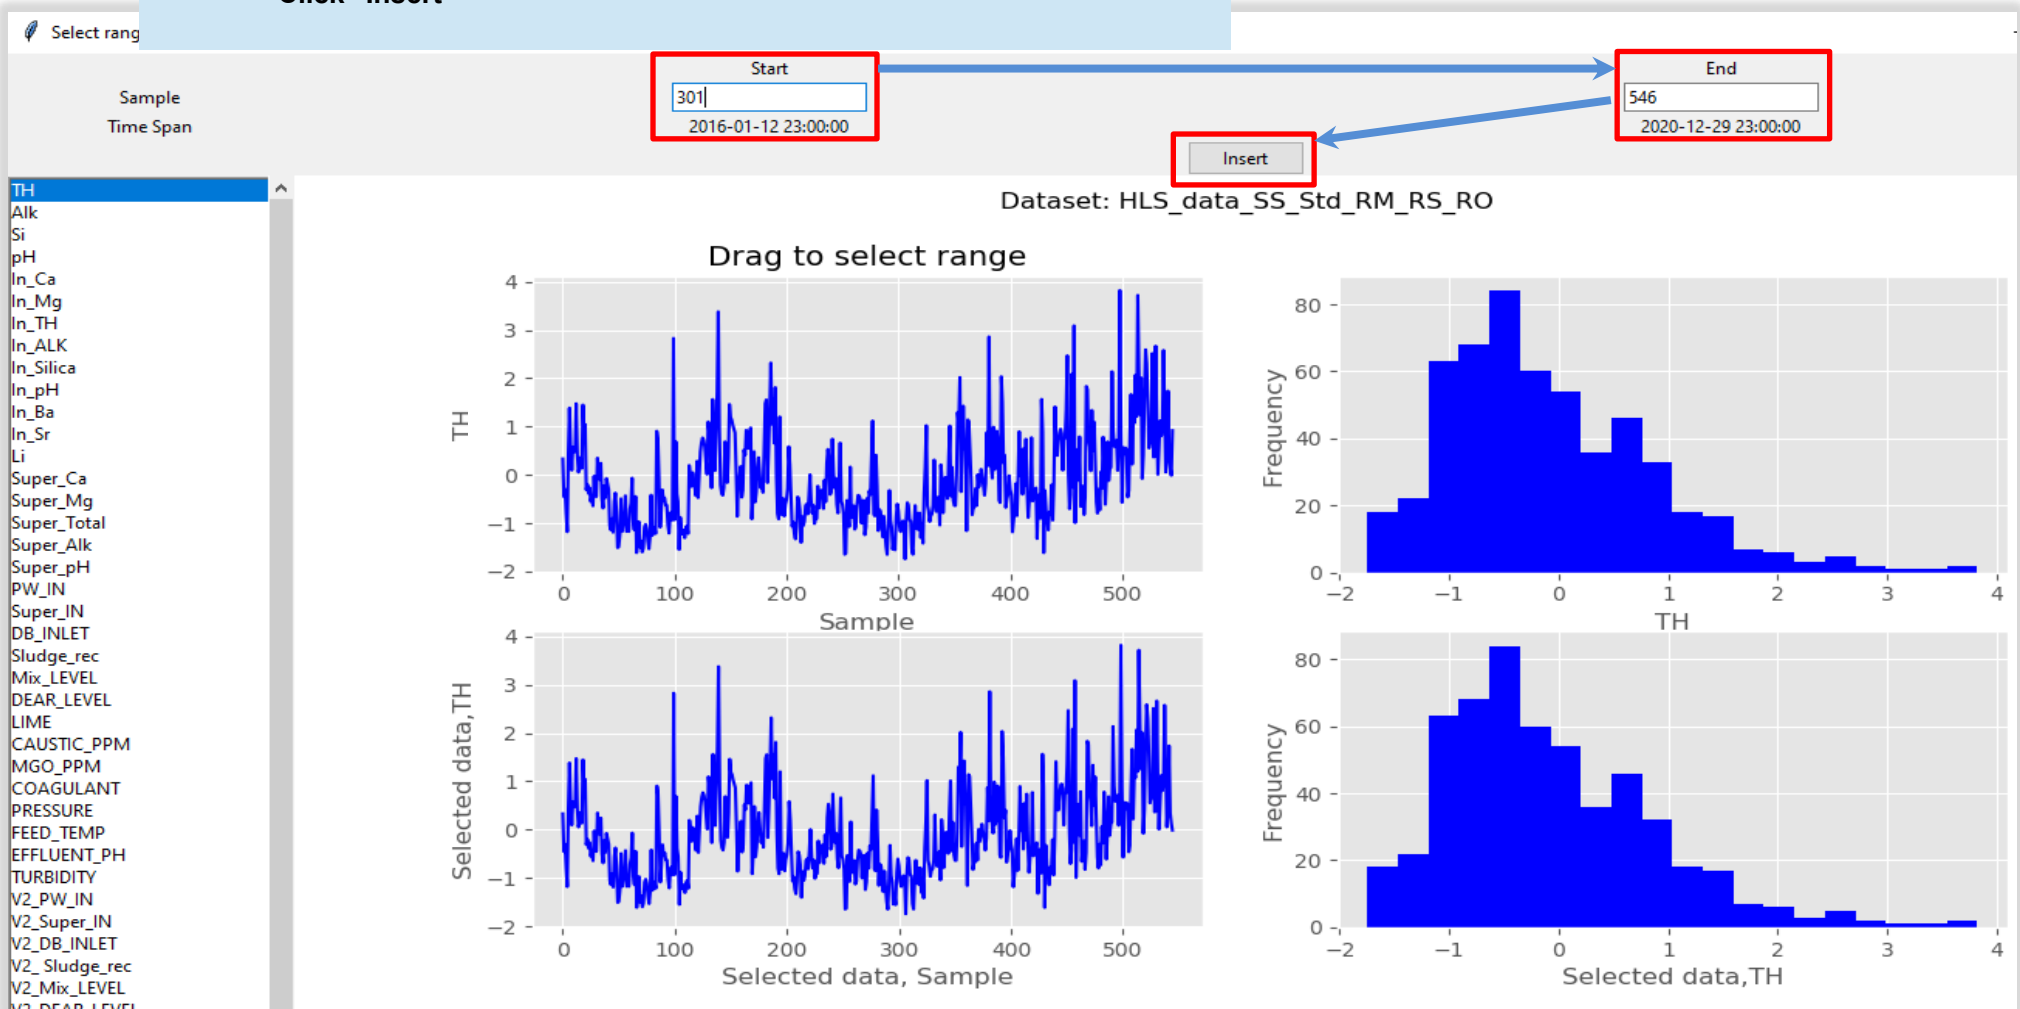 Click "Insert"
Select rang
Start
End
Sample
301
546
Time Span
2016-01-12 23:00:00
2020-12-29 23:00:00
Insert
TH
Alk
Si
pH
In_Ca
In_Mg
In_TH
In_ALK
In_Silica
In_pH
In_Ba
In_Sr
Li
Super_Ca
Super_Mg
Super_Total
Super_Alk
Super_pH
PW_IN
Super_IN
DB_INLET
Sludge_rec
Mix_LEVEL
DEAR_LEVEL
LIME
CAUSTIC_PPM
MGO_PPM
COAGULANT
PRESSURE
FEED_TEMP
EFFLUENT_PH
TURBIDITY
V2_PW_IN
V2_Super_IN
V2_DB_INLET
V2_ Sludge_rec
V2_Mix_LEVEL
V2_DEAR_LEVEL
Dataset: HLS_data_SS_Std_RM_RS_RO
Drag to select range
4
3
2
1
0
−1
−2
TH
0 100 200 300 400 500
Sample
80
60
40
20
0
Frequency
−2 −1 0 1 2 3 4
TH
4
3
2
1
0
−1
−2
Selected data,TH
0 100 200 300 400 500
Selected data, Sample
80
60
40
20
0
Frequency
−2 −1 0 1 2 3 4
Selected data,TH